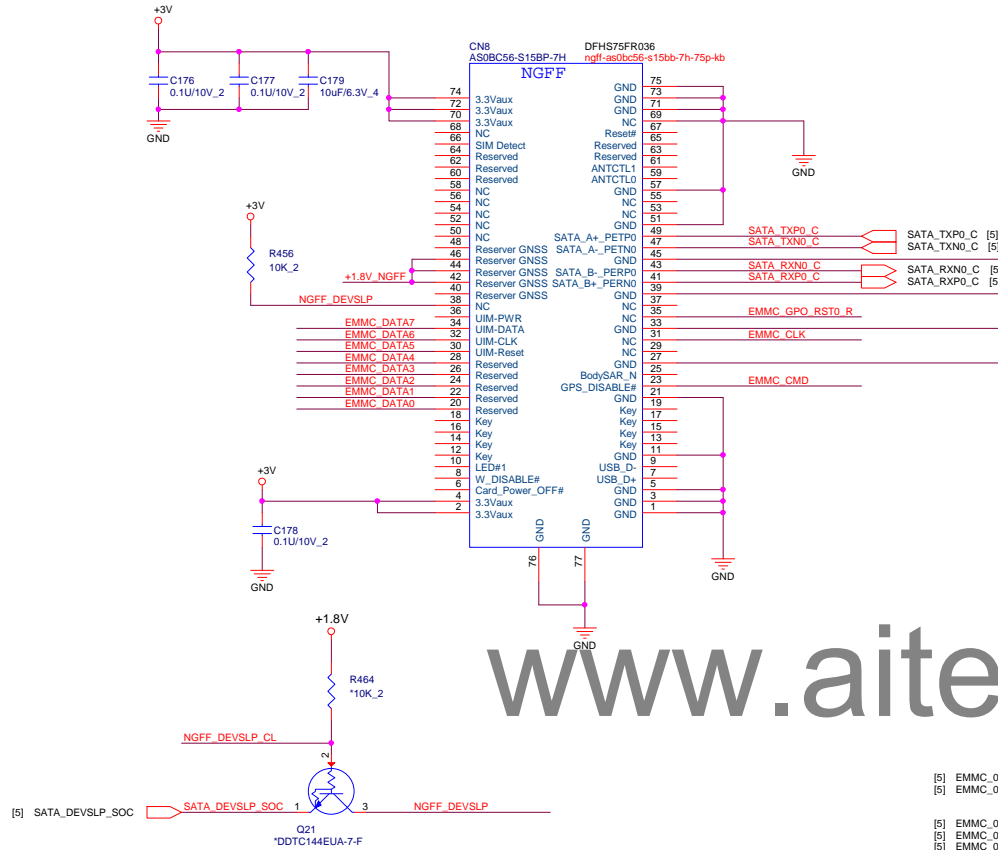 +3V
C176
0.1U/10V_2
C177
0.1U/10V_2
C179
10uF/6.3V_4
GND
CN8
AS0BC56-S15BP-7H
DFHS75FR036
ngff-as0bc56-s15bb-7h-75p-kb
NGFF
74 3.3Vaux
72 3.3Vaux
70 3.3Vaux
68 NC
66 SIM Detect
64 Reserved
62 Reserved
60 Reserved
58 NC
56 NC
54 NC
52 NC
50 NC
48 Reserver GNSS
46 Reserver GNSS
44 Reserver GNSS
42 Reserver GNSS
40 Reserver GNSS
38 NC
36 UIM-PWR
34 UIM-DATA
32 UIM-CLK
30 UIM-Reset
28 Reserved
26 Reserved
24 Reserved
22 Reserved
20 Reserved
18 Key
16 Key
14 Key
12 Key
10 LED#1
8 W_DISABLE#
6 Card_Power_OFF#
4 3.3Vaux
2 3.3Vaux
GND 75
GND 73
GND 71
NC 69
Reset# 67
Reserved 65
Reserved 63
ANTCTL1 61
ANTCTL0 59
GND 57
NC 55
NC 53
GND 51
SATA_A+_PETP0 49
SATA_A-_PETN0 47
GND 45
SATA_B-_PERP0 43
SATA_B+_PERN0 41
GND 39
NC 37
NC 35
GND 33
NC 31
NC 29
GND 27
BodySAR_N 25
GPS_DISABLE# 23
GND 21
Key 19
Key 17
Key 15
Key 13
GND 11
USB_D- 9
USB_D+ 7
GND 5
GND 3
GND 1
GND 76
GND 77
GND
GND
GND
+3V
R456
10K_2
+1.8V_NGFF
NGFF_DEVSLP
EMMC_DATA7
EMMC_DATA6
EMMC_DATA5
EMMC_DATA4
EMMC_DATA3
EMMC_DATA2
EMMC_DATA1
EMMC_DATA0
SATA_TXP0_C SATA_TXP0_C [5]
SATA_TXN0_C SATA_TXN0_C [5]
SATA_RXN0_C SATA_RXN0_C [5
SATA_RXP0_C SATA_RXP0_C [5
EMMC_GPO_RST0_R
EMMC_CLK
EMMC_CMD
+3V
C178
0.1U/10V_2
GND
+1.8V
R464
*10K_2
NGFF_DEVSLP_CL
2
[5] SATA_DEVSLP_SOC SATA_DEVSLP_SOC 1 3 NGFF_DEVSLP
Q21
*DDTC144EUA-7-F
www.aite
[5] EMMC_0
[5] EMMC_0
[5] EMMC_0
[5] EMMC_0
[5] EMMC_0